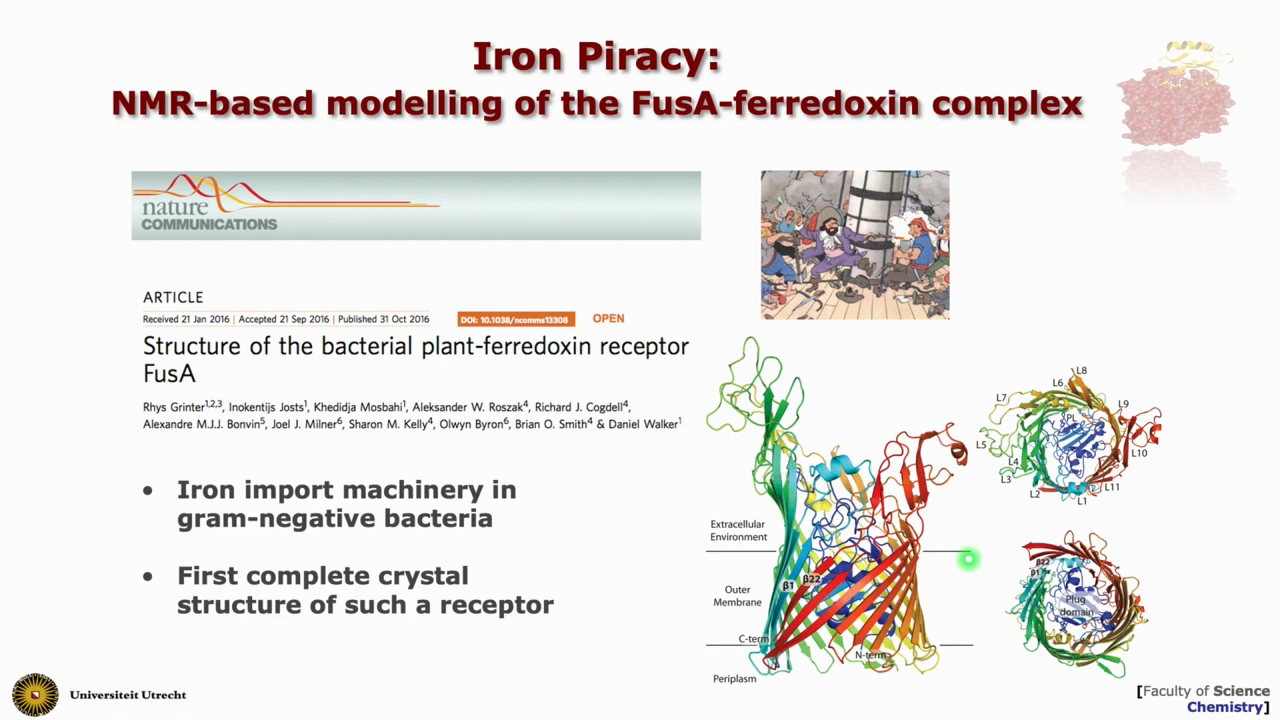 Iron Piracy:
NMR-based modelling of the FusA-ferredoxin complex
nature
COMMUNICATIONS
ARTICLE
Received 21 Jan 2016 | Accepted 21 Sep 2016 | Published 31 Oct 2016
DOI: 10.1038/ncomms13308
OPEN
Structure of the bacterial plant-ferredoxin receptor
FusA
Rhys Grinter1,2,3, Inokentijs Josts1, Khedidja Mosbahi1, Aleksander W. Roszak4, Richard J. Cogdell4,
Alexandre M.J.J. Bonvin5, Joel J. Milner6, Sharon M. Kelly4, Olwyn Byron6, Brian O. Smith4 & Daniel Walker1
• Iron import machinery in
gram-negative bacteria
• First complete crystal
structure of such a receptor
Extracellular
Environment
Outer
Membrane
C-term
N-term
Periplasm
β1
β22
L8
L6
L7
L9
PL
L5
L10
L4
L3
L2
L11
L1
β22
β1
Plug
domain
Universiteit Utrecht
[Faculty of Science
Chemistry]